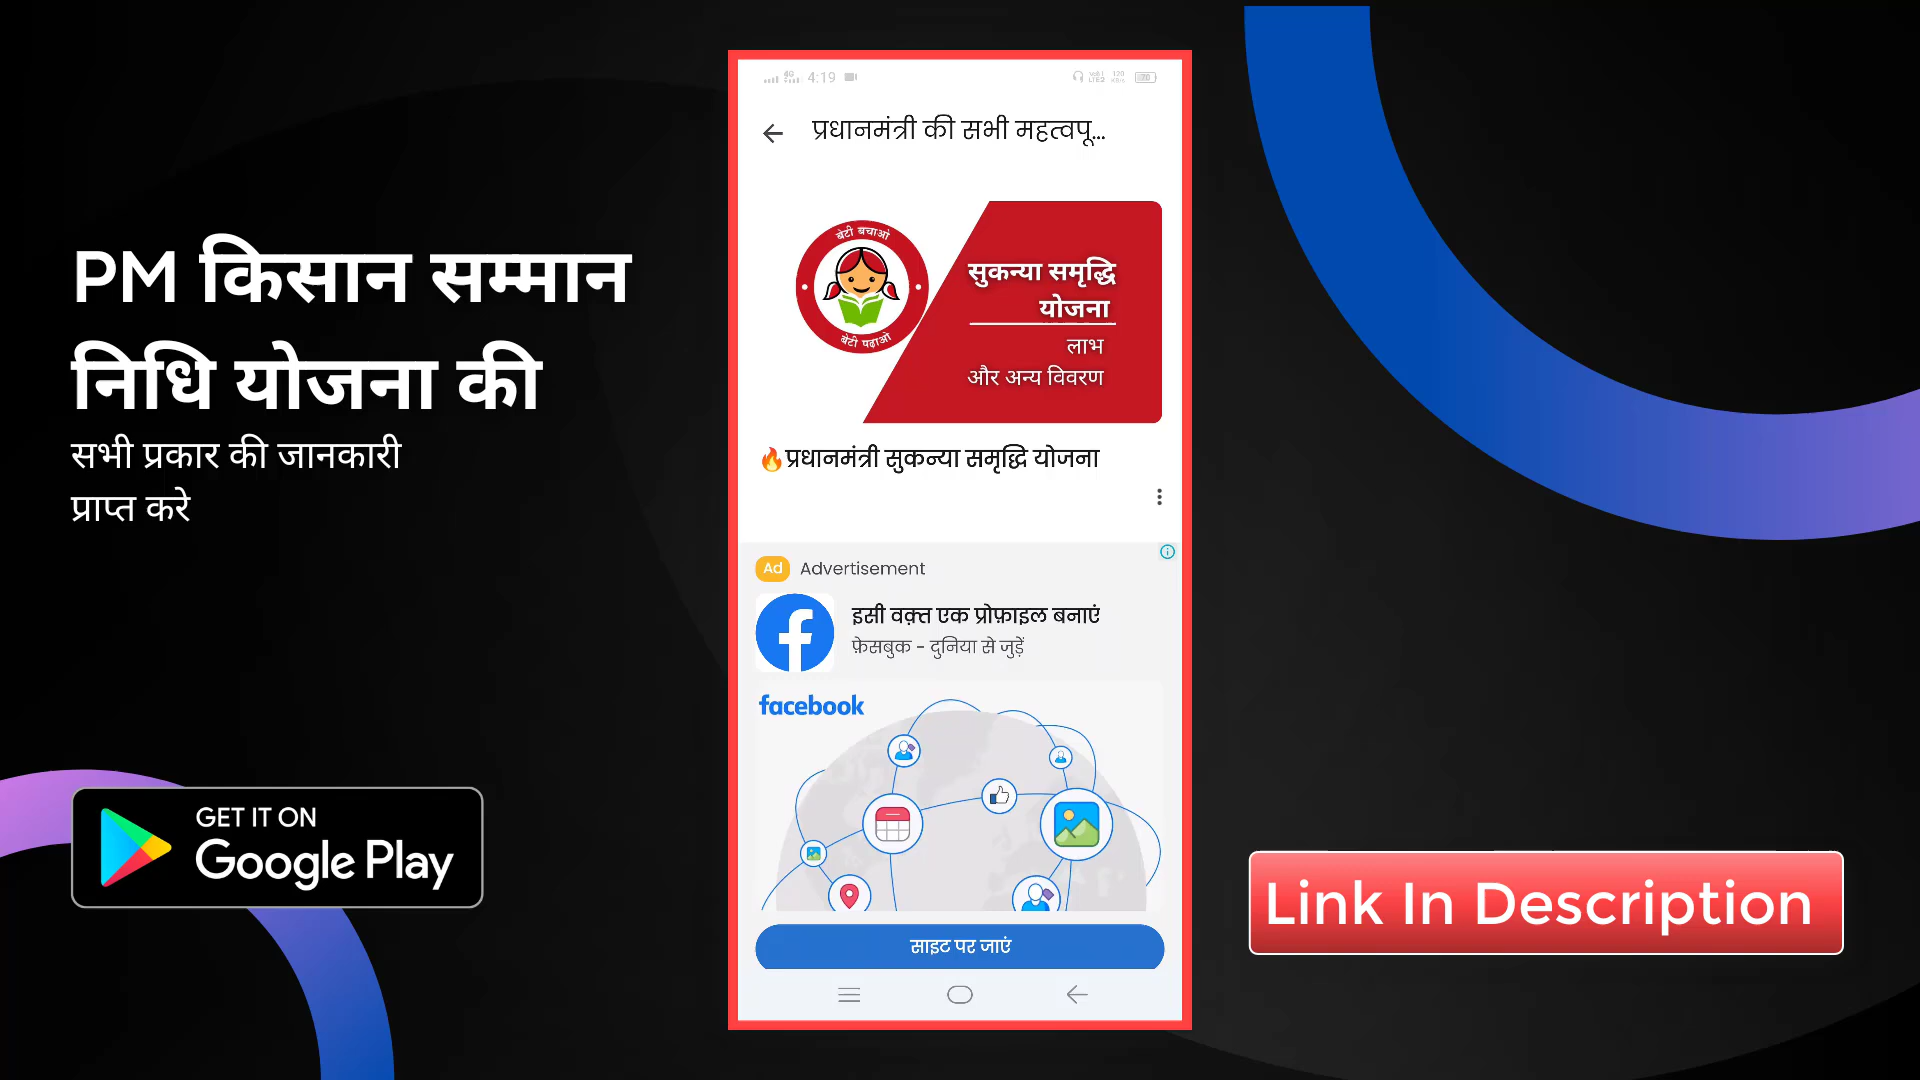 PM किसान सम्मान
निधि योजना की
सभी प्रकार की जानकारी
प्राप्त करे
GET IT ON
Google Play
4G
4:19
70
प्रधानमंत्री की सभी महत्वपू...
बेटी बचाओ
बेटी पढ़ाओ
सुकन्या समृद्धि
योजना
लाभ
और अन्य विवरण
🔥प्रधानमंत्री सुकन्या समृद्धि योजना
Ad Advertisement
इसी वक़्त एक प्रोफ़ाइल बनाएं
फ़ेसबुक - दुनिया से जुड़ें
facebook
साइट पर जाएं
Link In Description